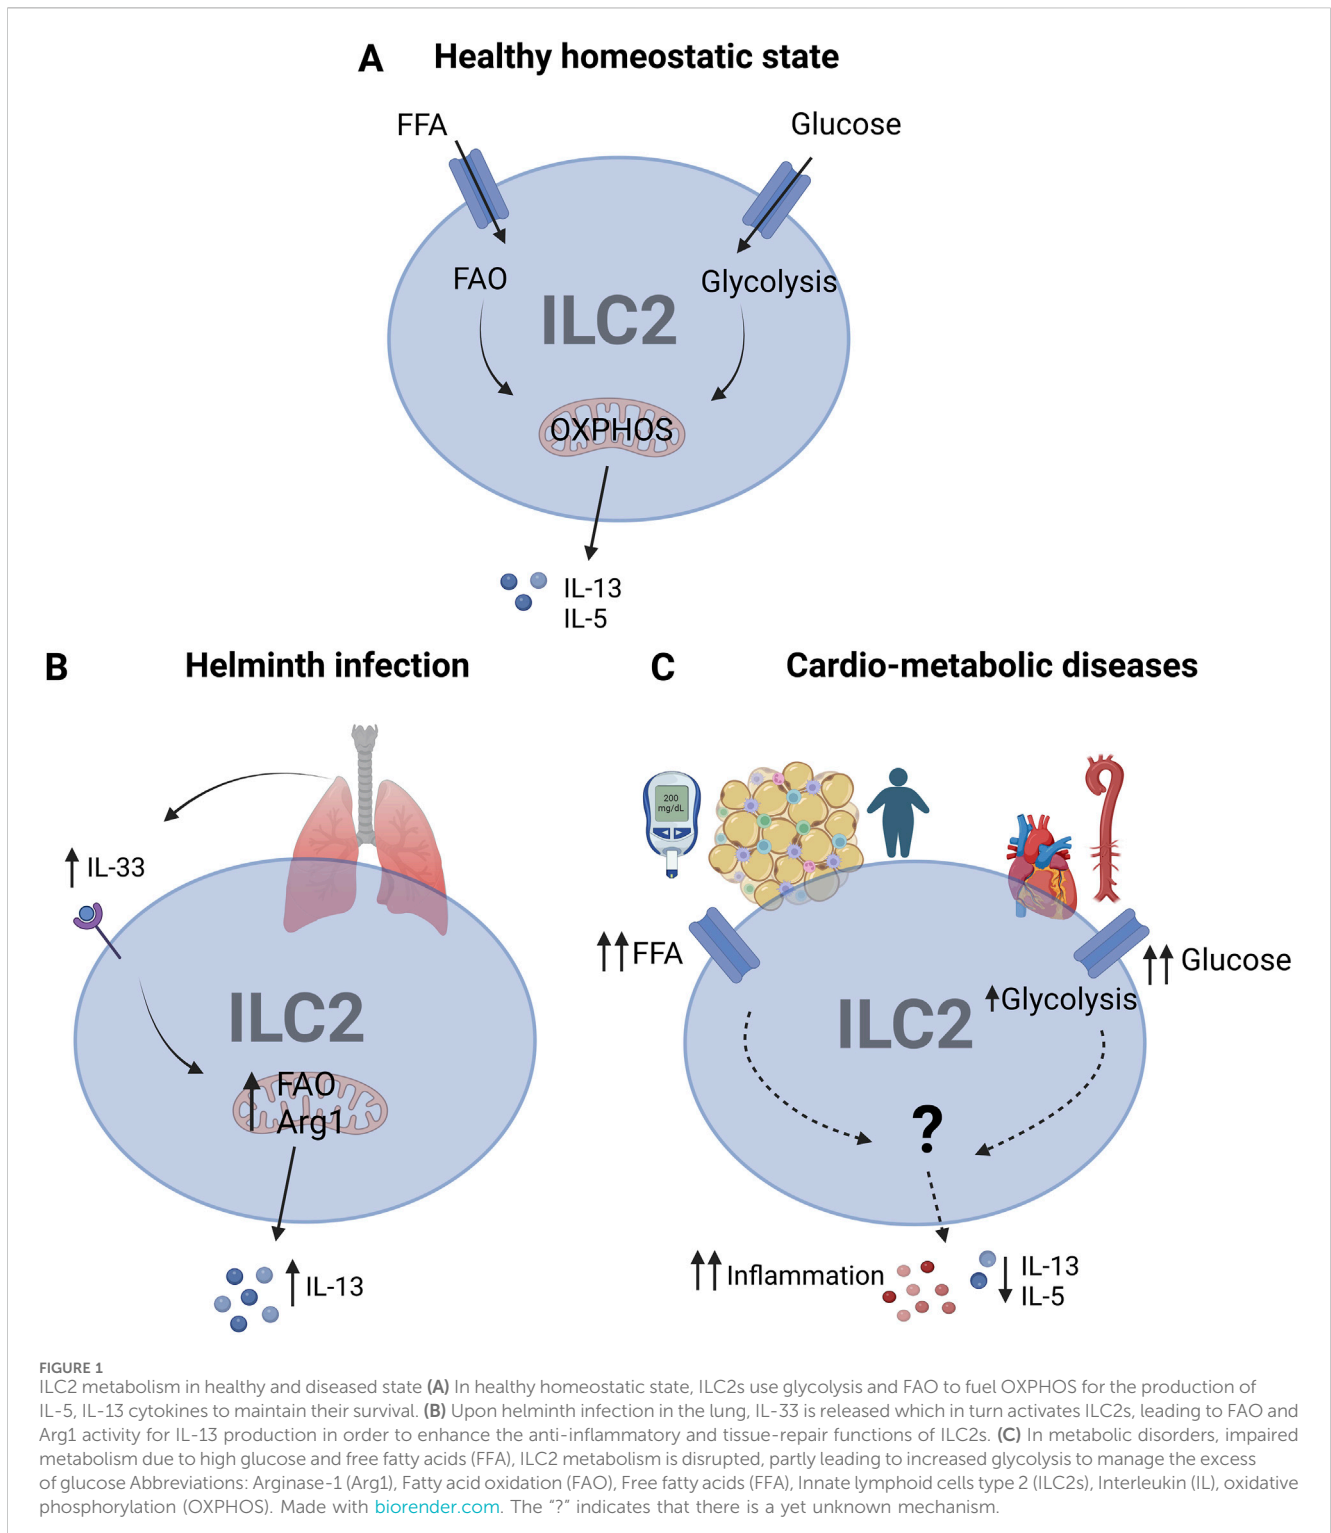 A Healthy homeostatic state
FFA
Glucose
FAO
Glycolysis
ILC2
OXPHOS
IL-13
IL-5
B Helminth infection
IL-33
ILC2
FAO
Arg1
IL-13
C Cardio-metabolic diseases
200
mg/dL
FFA
Glucose
Glycolysis
ILC2
?
Inflammation
IL-13
IL-5
FIGURE 1
ILC2 metabolism in healthy and diseased state (A) In healthy homeostatic state, ILC2s use glycolysis and FAO to fuel OXPHOS for the production of
IL-5, IL-13 cytokines to maintain their survival. (B) Upon helminth infection in the lung, IL-33 is released which in turn activates ILC2s, leading to FAO and
Arg1 activity for IL-13 production in order to enhance the anti-inflammatory and tissue-repair functions of ILC2s. (C) In metabolic disorders, impaired
metabolism due to high glucose and free fatty acids (FFA), ILC2 metabolism is disrupted, partly leading to increased glycolysis to manage the excess
of glucose Abbreviations: Arginase-1 (Arg1), Fatty acid oxidation (FAO), Free fatty acids (FFA), Innate lymphoid cells type 2 (ILC2s), Interleukin (IL), oxidative
phosphorylation (OXPHOS). Made with biorender.com. The “?” indicates that there is a yet unknown mechanism.